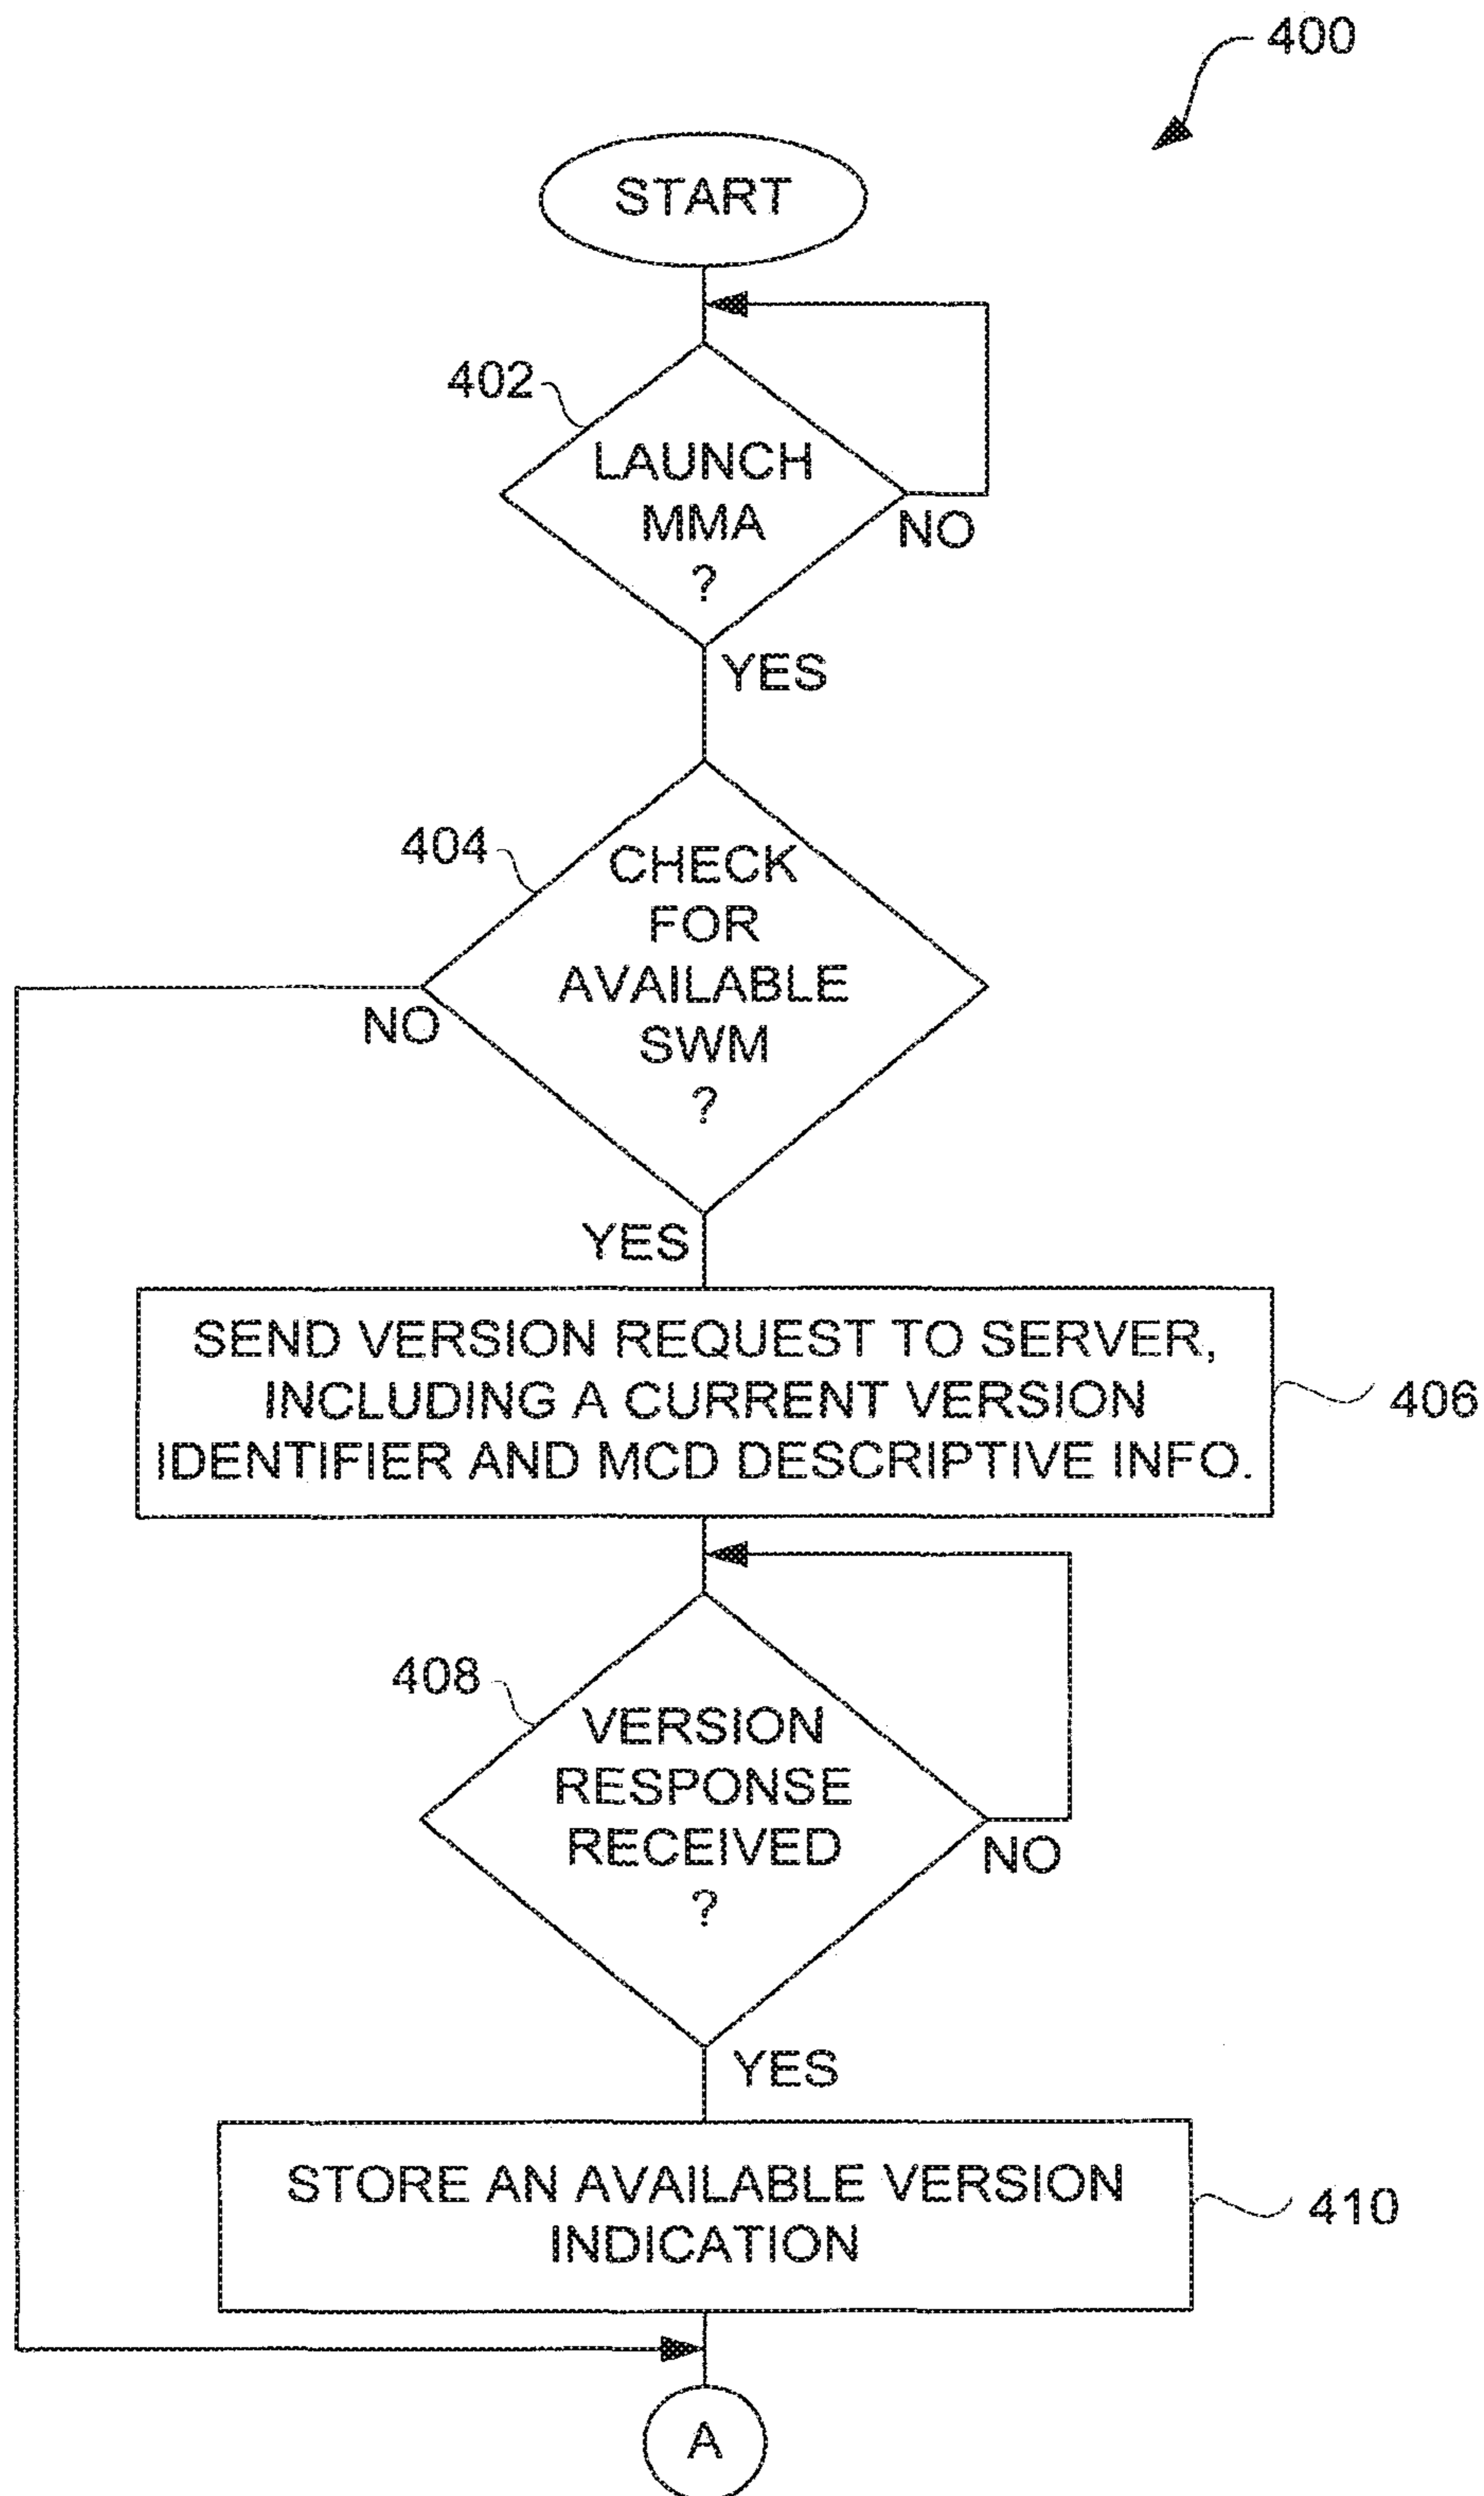 400
START
402
LAUNCH
MMA
?
NO
YES
404
CHECK
FOR
AVAILABLE
SWM
?
NO
YES
SEND VERSION REQUEST TO SERVER,
INCLUDING A CURRENT VERSION
IDENTIFIER AND MCD DESCRIPTIVE INFO.
406
408
VERSION
RESPONSE
RECEIVED
?
NO
YES
STORE AN AVAILABLE VERSION
INDICATION
410
A